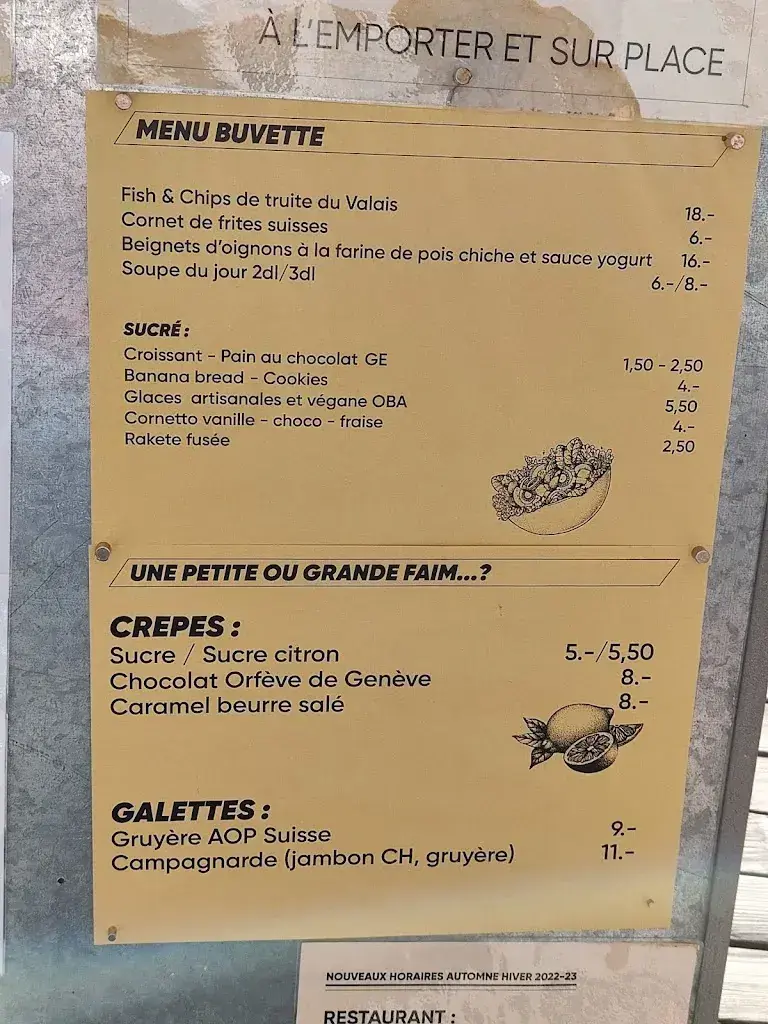 À L'EMPORTER ET SUR PLACE
MENU BUVETTE
Fish & Chips de truite du Valais 18.-
Cornet de frites suisses 6.-
Beignets d'oignons à la farine de pois chiche et sauce yogurt 16.-
Soupe du jour 2dl/3dl 6.-/8.-
SUCRÉ :
Croissant - Pain au chocolat GE 1,50 - 2,50
Banana bread - Cookies 4.-
Glaces artisanales et végane OBA 5,50
Cornetto vanille - choco - fraise 4.-
Rakete fusée 2,50
UNE PETITE OU GRANDE FAIM...?
CREPES :
Sucre / Sucre citron 5.-/5,50
Chocolat Orfève de Genève 8.-
Caramel beurre salé 8.-
GALETTES :
Gruyère AOP Suisse 9.-
Campagnarde (jambon CH, gruyère) 11.-
NOUVEAUX HORAIRES AUTOMNE HIVER 2022-23
RESTAURANT :